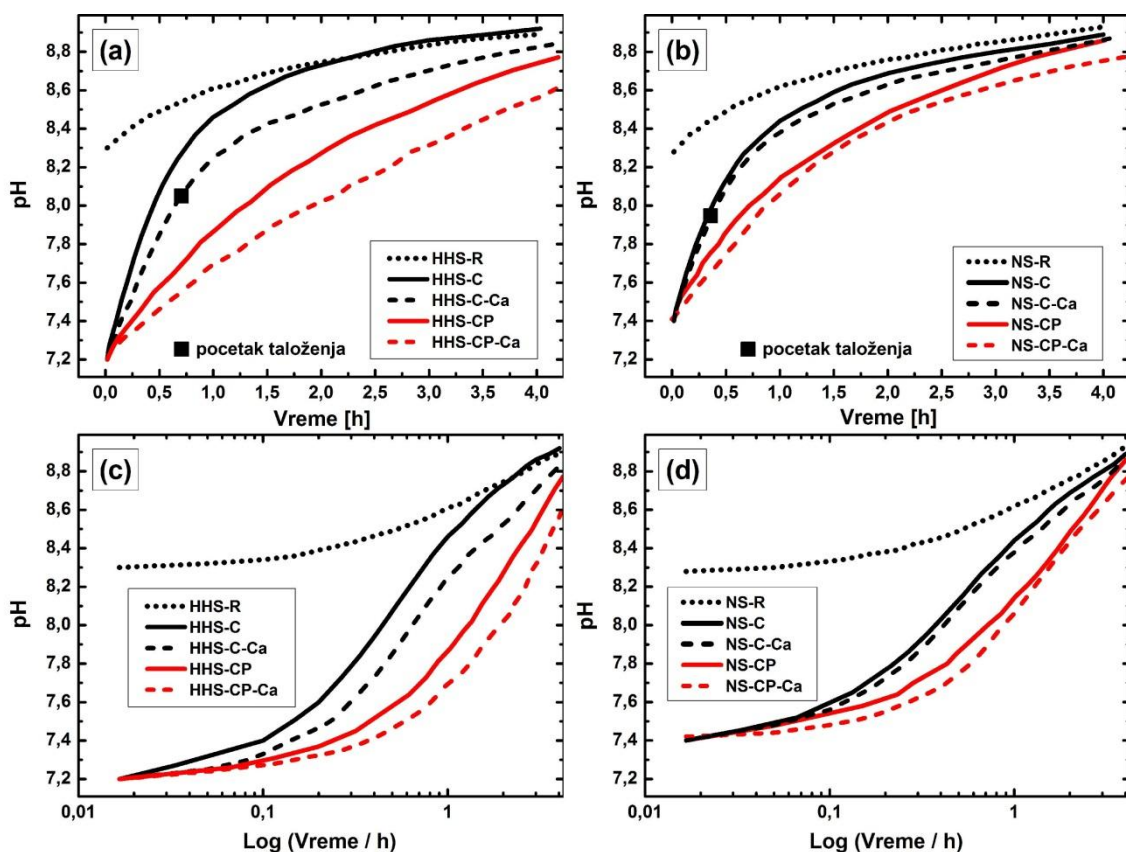 (a)
pH
8,8
8,6
8,4
8,2
8,0
7,8
7,6
7,4
7,2
HHS-R
HHS-C
HHS-C-Ca
HHS-CP
HHS-CP-Ca
pocetak taloženja
0,0 0,5 1,0 1,5 2,0 2,5 3,0 3,5 4,0
Vreme [h]
(b)
pH
8,8
8,6
8,4
8,2
8,0
7,8
7,6
7,4
7,2
NS-R
NS-C
NS-C-Ca
NS-CP
NS-CP-Ca
pocetak taloženja
0,0 0,5 1,0 1,5 2,0 2,5 3,0 3,5 4,0
Vreme [h]
(c)
pH
8,8
8,6
8,4
8,2
8,0
7,8
7,6
7,4
7,2
HHS-R
HHS-C
HHS-C-Ca
HHS-CP
HHS-CP-Ca
0,01 0,1 1
Log (Vreme / h)
(d)
pH
8,8
8,6
8,4
8,2
8,0
7,8
7,6
7,4
7,2
NS-R
NS-C
NS-C-Ca
NS-CP
NS-CP-Ca
0,01 0,1 1
Log (Vreme / h)